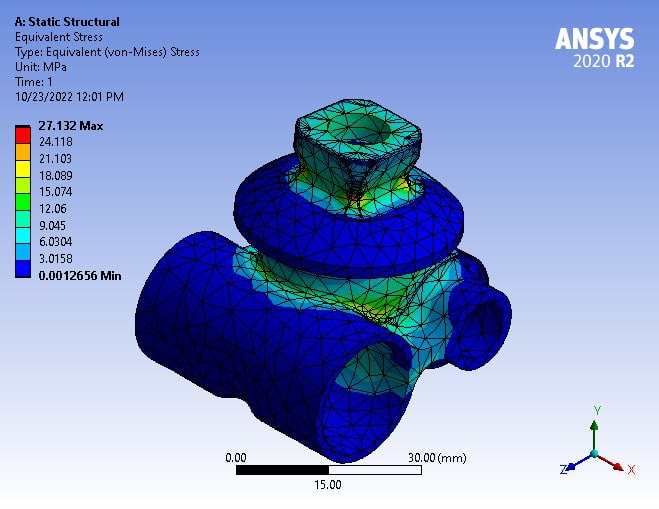 A: Static Structural
Equivalent Stress
Type: Equivalent (von-Mises) Stress
Unit: MPa
Time: 1
10/23/2022 12:01 PM
ANSYS
2020 R2
27.132 Max
24.118
21.103
18.089
15.074
12.06
9.045
6.0304
3.0158
0.0012656 Min
0.00
30.00 (mm)
15.00
Y
Z
X